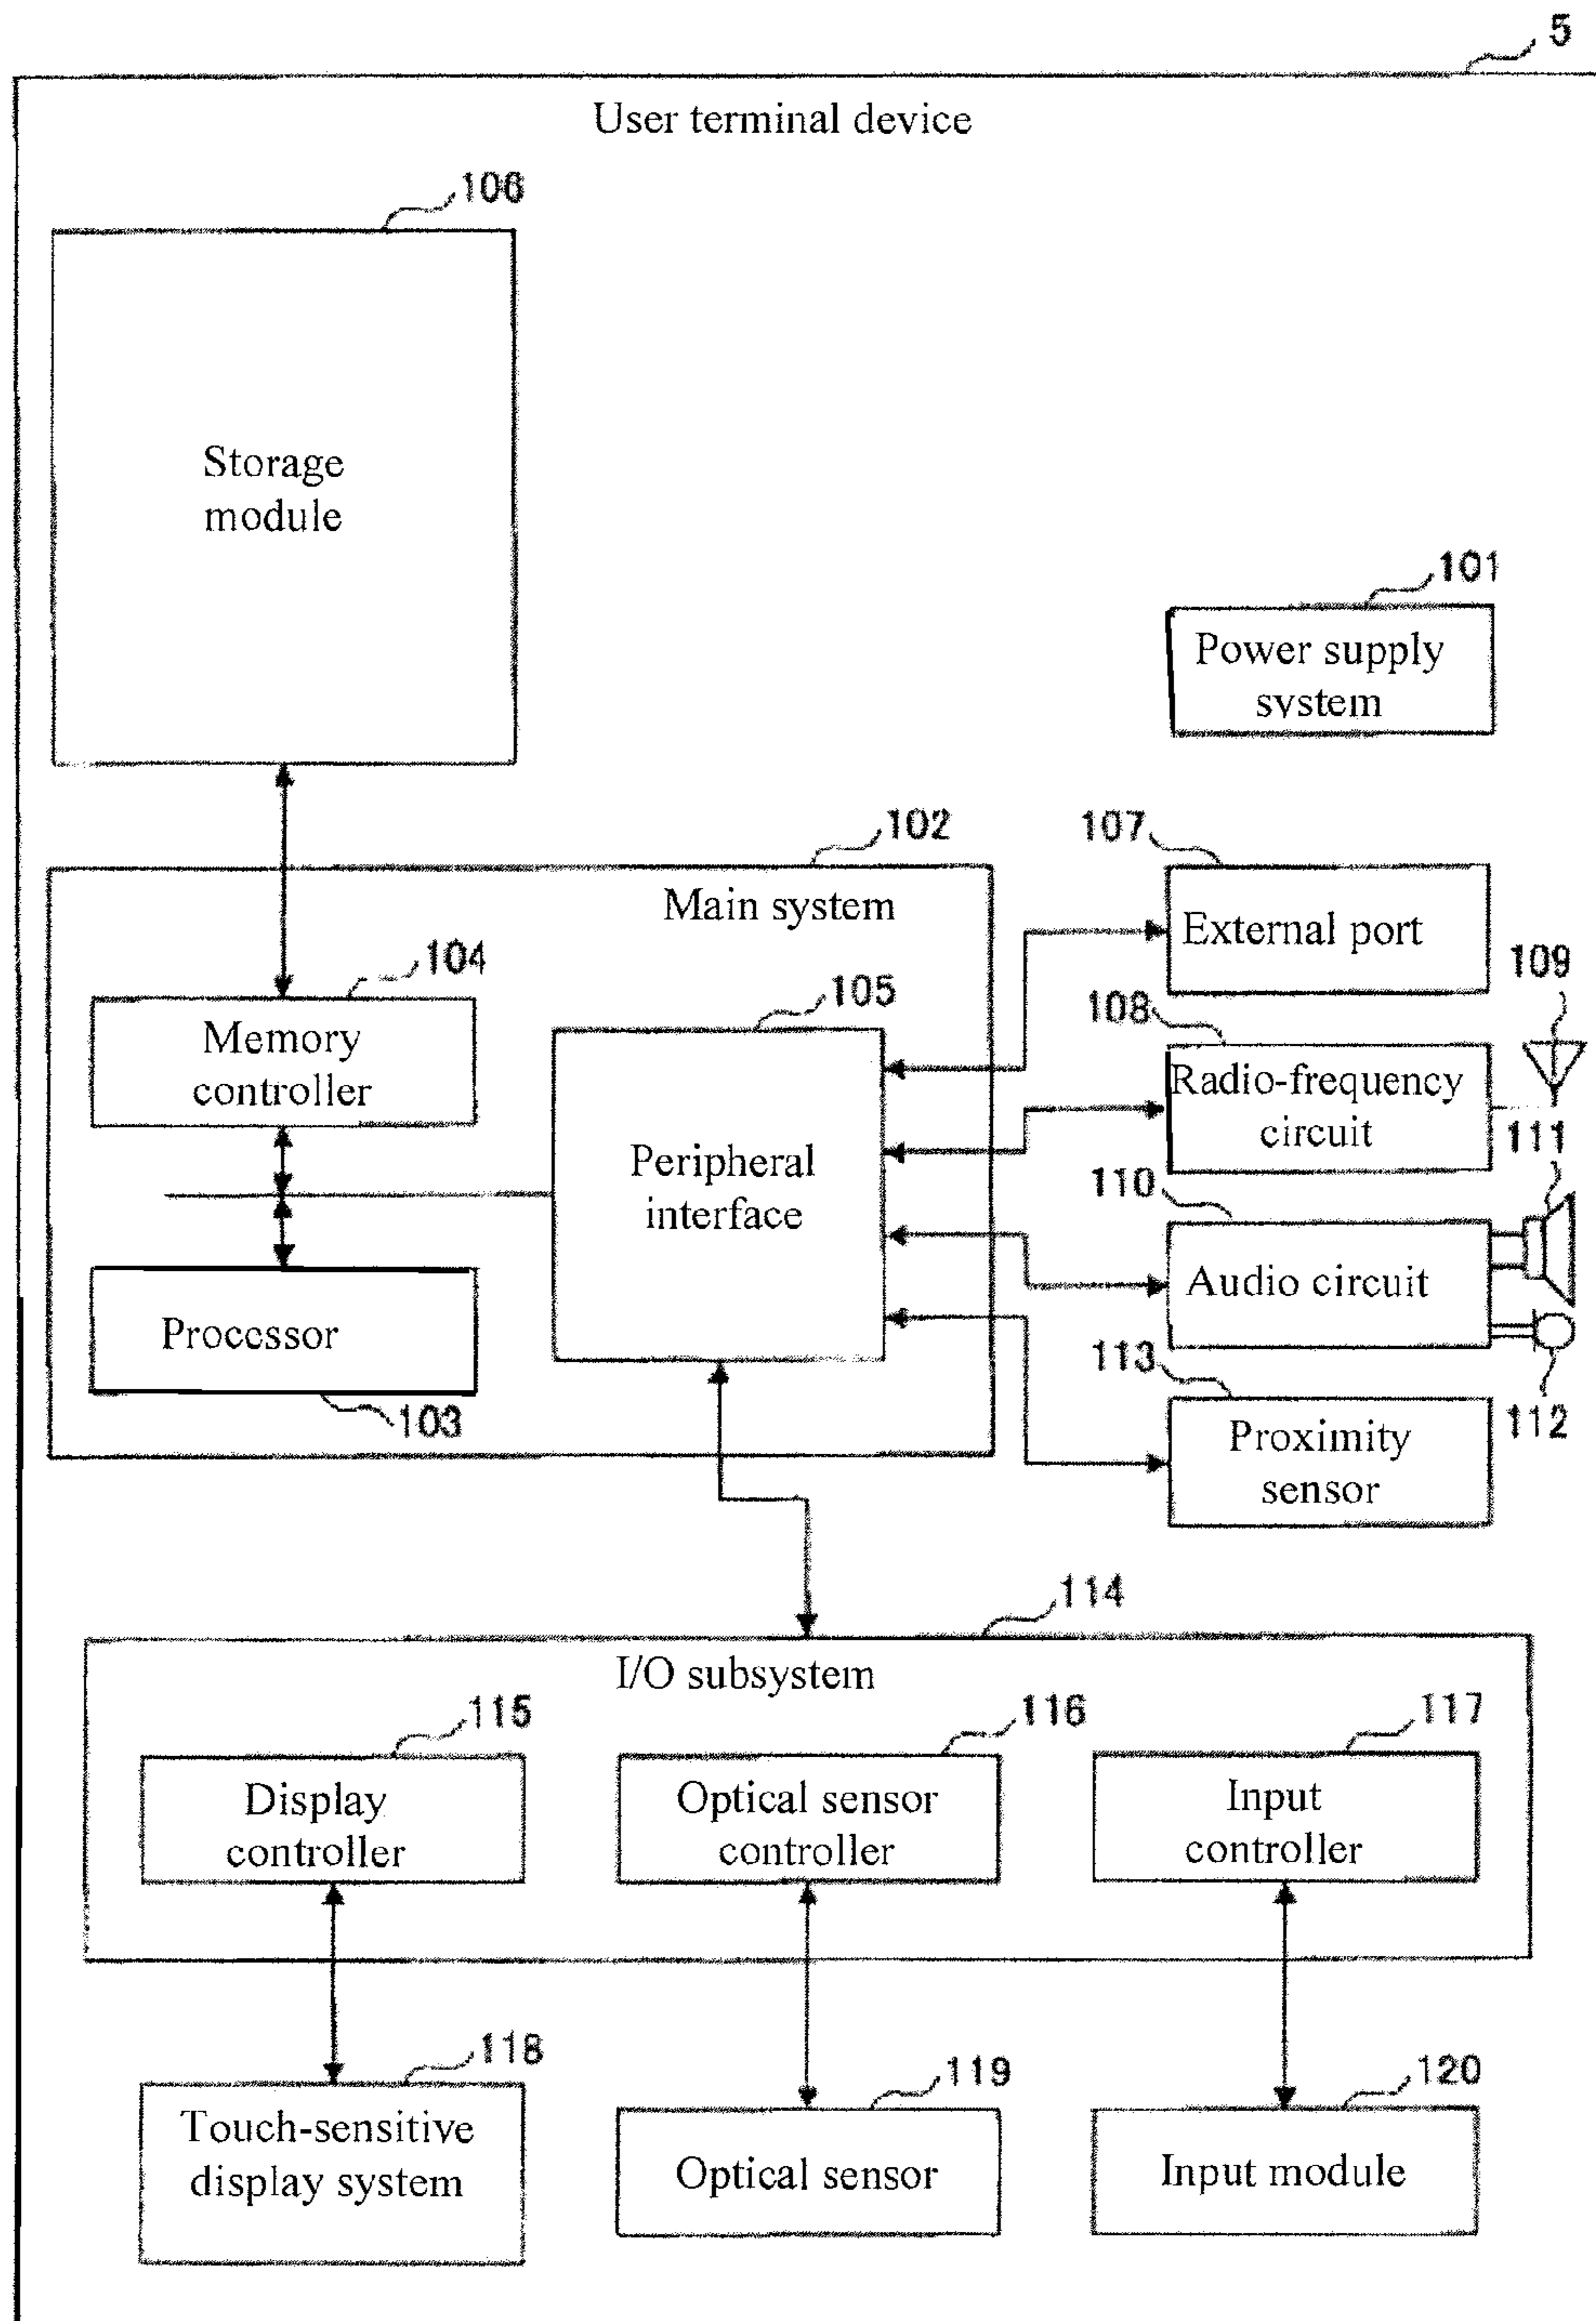 5
User terminal device
106
Storage
module
101
Power supply
system
102
Main system
107
External port
104
Memory
controller
105
Peripheral
interface
109
108
Radio-frequency
circuit
111
110
Audio circuit
Processor
103
113
112
Proximity
sensor
114
I/O subsystem
115
Display
controller
116
Optical sensor
controller
117
Input
controller
118
Touch-sensitive
display system
119
Optical sensor
120
Input module